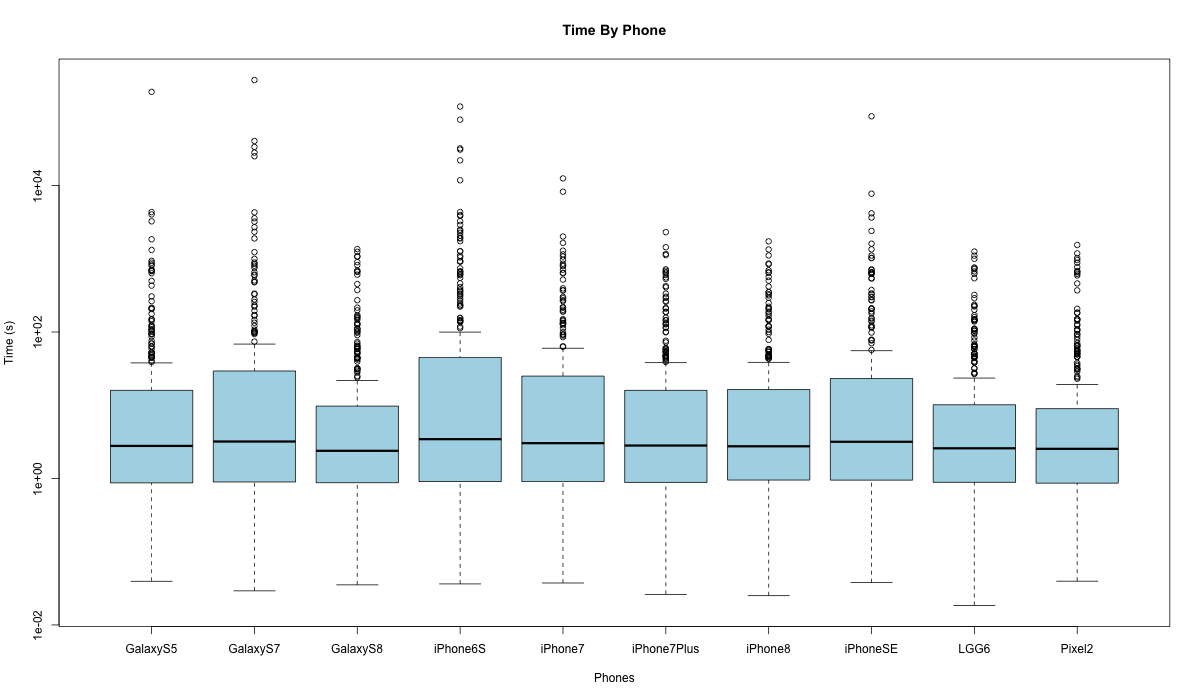 Time By Phone
Time (s)
1e+04
1e+02
1e+00
1e-02
GalaxyS5 GalaxyS7 GalaxyS8 iPhone6S iPhone7 iPhone7Plus iPhone8 iPhoneSE LGG6 Pixel2
Phones